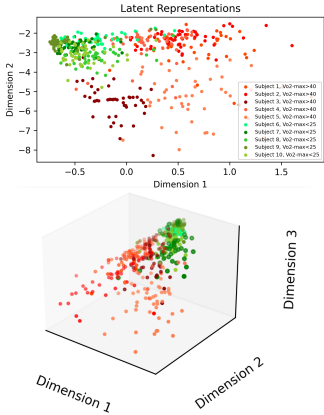 Latent Representations
−2
−3
−4
−5
−6
−7
−8
Dimension 2
Subject 1, Vo2-max>40
Subject 2, Vo2-max>40
Subject 3, Vo2-max>40
Subject 4, Vo2-max>40
Subject 5, Vo2-max>40
Subject 6, Vo2-max<25
Subject 7, Vo2-max<25
Subject 8, Vo2-max<25
Subject 9, Vo2-max<25
Subject 10, Vo2-max<25
−0.5 0.0 0.5 1.0 1.5
Dimension 1
Dimension 3
Dimension 2
Dimension 1